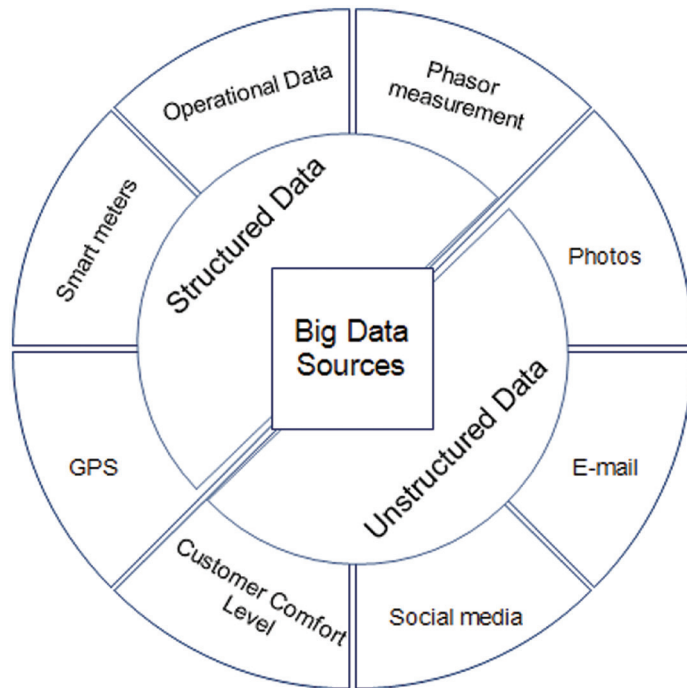 Operational Data
Phasor
measurement
Smart meters
Structured Data
Photos
Big Data
Sources
GPS
Unstructured Data
E-mail
Customer Comfort
Level
Social media